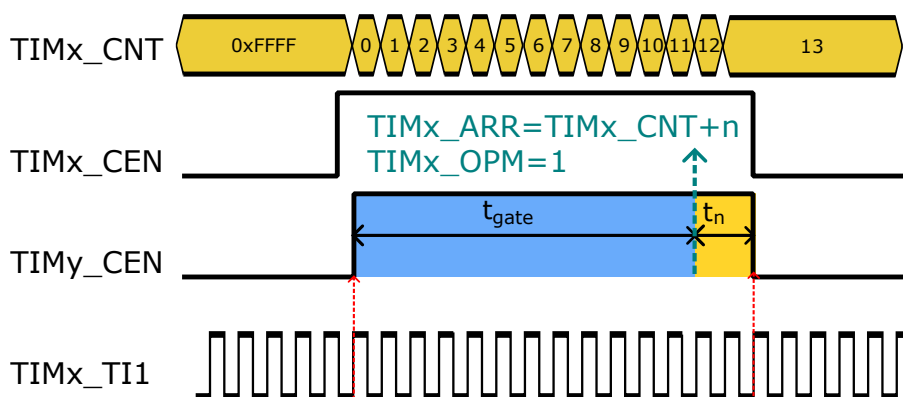 TIMx_CNT 0xFFFF 0 1 2 3 4 5 6 7 8 9 10 11 12 13
TIMx_CEN
TIMx_ARR=TIMx_CNT+n
TIMx_OPM=1
TIMy_CEN
tgate tn
TIMx_TI1